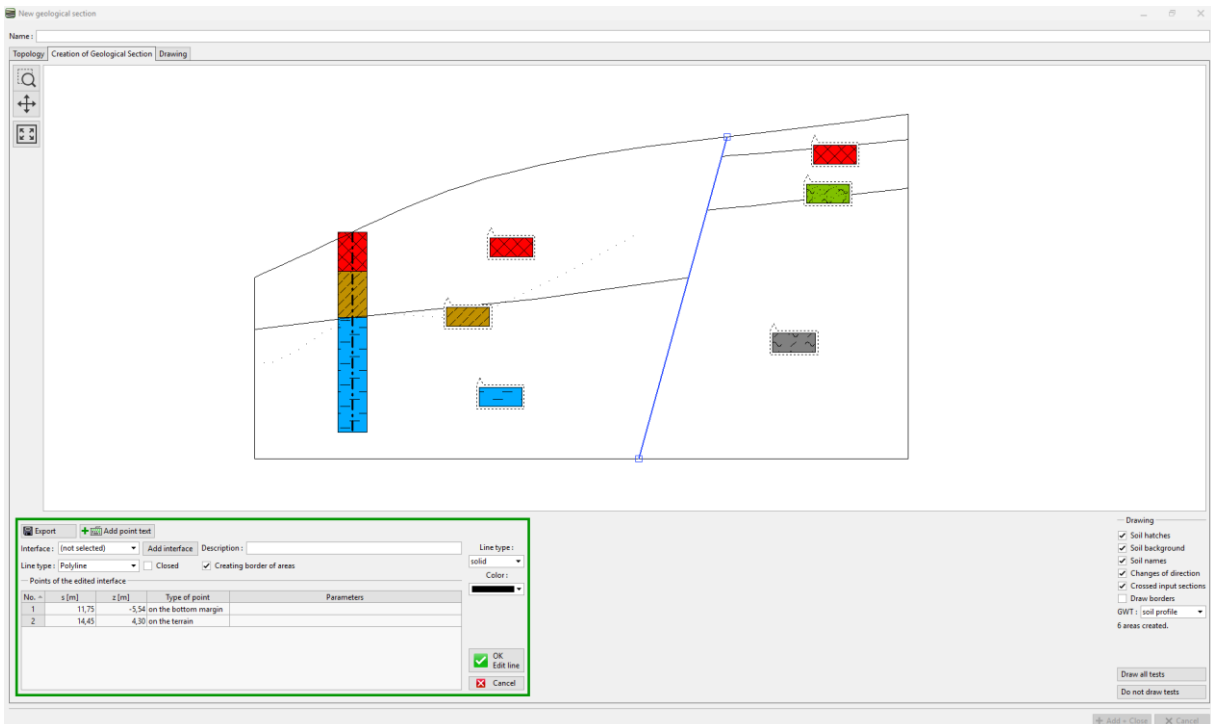 New geological section
Name :
Topology Creation of Geological Section Drawing
Export Add point text
Interface : (not selected) Add interface Description : Line type :
solid
Line type : Polyline Closed Creating border of areas
Color :
Points of the edited interface
No. s [m] z [m] Type of point Parameters
1 11,75 -5,54 on the bottom margin
2 14,45 4,30 on the terrain
OK
Edit line
Cancel
Drawing
Soil hatches
Soil background
Soil names
Changes of direction
Crossed input sections
Draw borders
GWT : soil profile
6 areas created.
Draw all tests
Do not draw tests
Add + Close Cancel